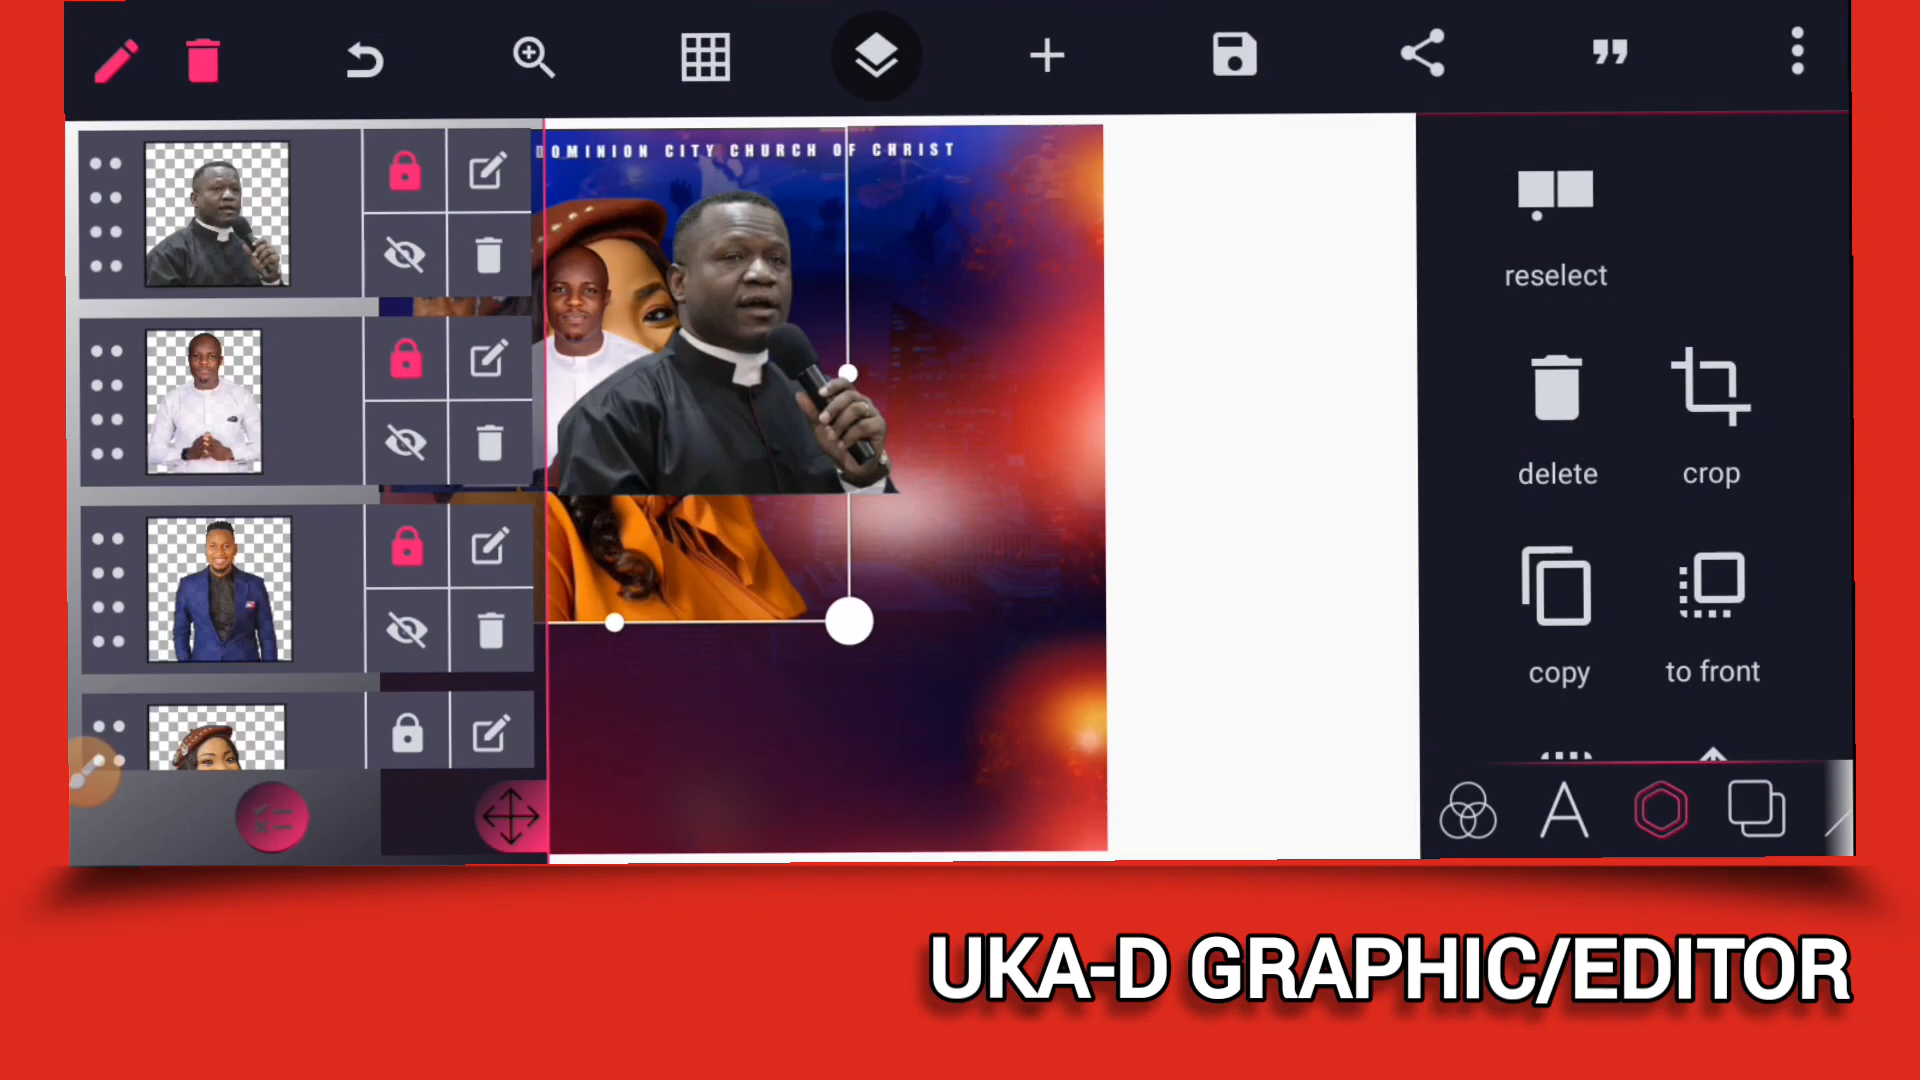 DOMINION CITY CHURCH OF CHRIST
reselect
delete
crop
copy
to front
UKA-D GRAPHIC/EDITOR